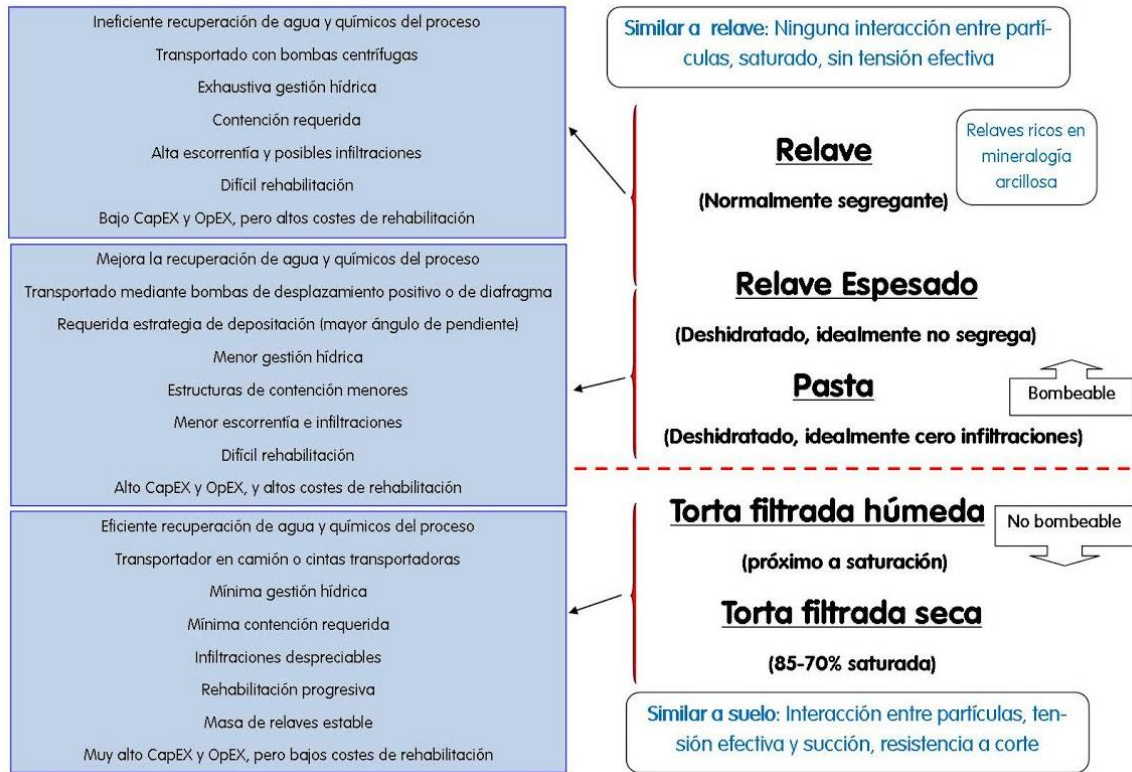 Ineficiente recuperación de agua y químicos del proceso
Transportado con bombas centrífugas
Exhaustiva gestión hídrica
Contención requerida
Alta escorrentía y posibles infiltraciones
Difícil rehabilitación
Bajo CapEX y OpEX, pero altos costes de rehabilitación
Mejora la recuperación de agua y químicos del proceso
Transportado mediante bombas de desplazamiento positivo o de diafragma
Requerida estrategia de depositación (mayor ángulo de pendiente)
Menor gestión hídrica
Estructuras de contención menores
Menor escorrentía e infiltraciones
Difícil rehabilitación
Alto CapEX y OpEX, y altos costes de rehabilitación
Eficiente recuperación de agua y químicos del proceso
Transportador en camión o cintas transportadoras
Mínima gestión hídrica
Mínima contención requerida
Infiltraciones despreciables
Rehabilitación progresiva
Masa de relaves estable
Muy alto CapEX y OpEX, pero bajos costes de rehabilitación
Similar a relave: Ninguna interacción entre partí-
culas, saturado, sin tensión efectiva
Relave
(Normalmente segregante)
Relaves ricos en
mineralogía
arcillosa
Relave Espesado
(Deshidratado, idealmente no segrega)
Pasta
(Deshidratado, idealmente cero infiltraciones)
Bombeable
Torta filtrada húmeda
(próximo a saturación)
No bombeable
Torta filtrada seca
(85-70% saturada)
Similar a suelo: Interacción entre partículas, ten-
sión efectiva y succión, resistencia a corte